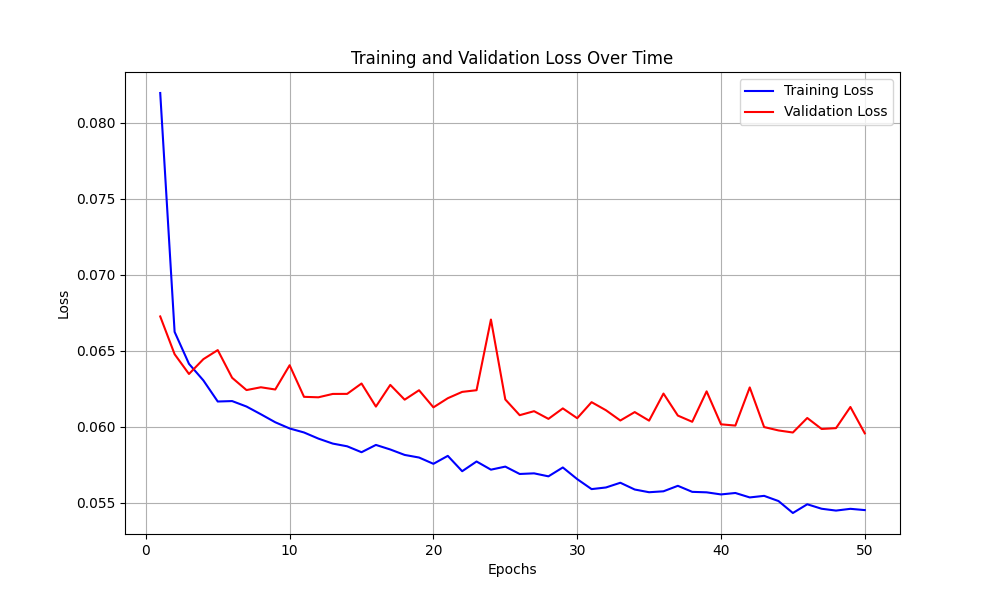 Training and Validation Loss Over Time
Training Loss
Validation Loss
0.080
0.075
0.070
0.065
0.060
0.055
Loss
0 10 20 30 40 50
Epochs